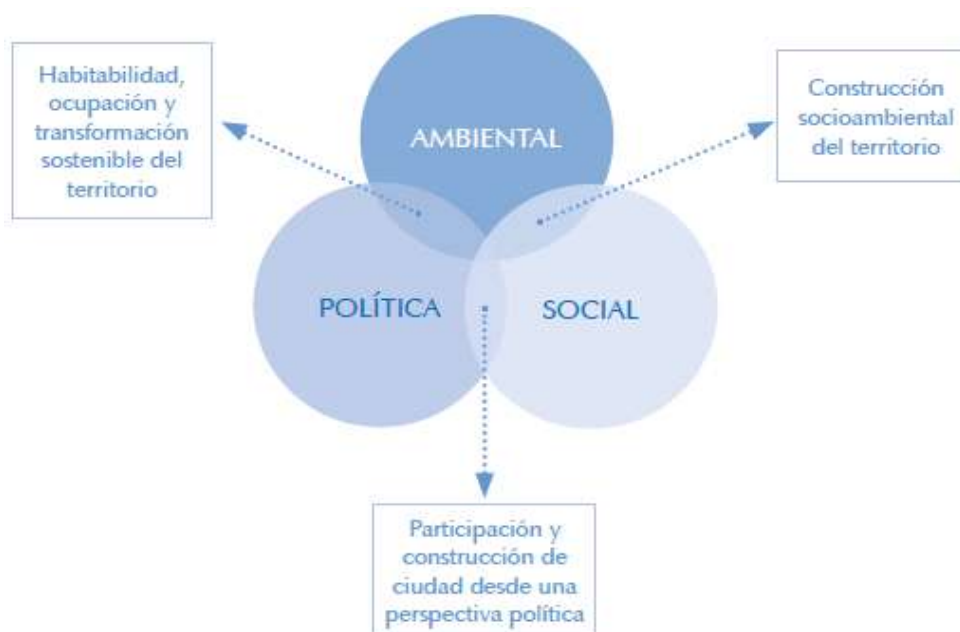 Habitabilidad,
ocupación y
transformación
sostenible del
territorio
AMBIENTAL
Construcción
socioambiental
del territorio
POLÍTICA
SOCIAL
Participación y
construcción de
ciudad desde una
perspectiva política